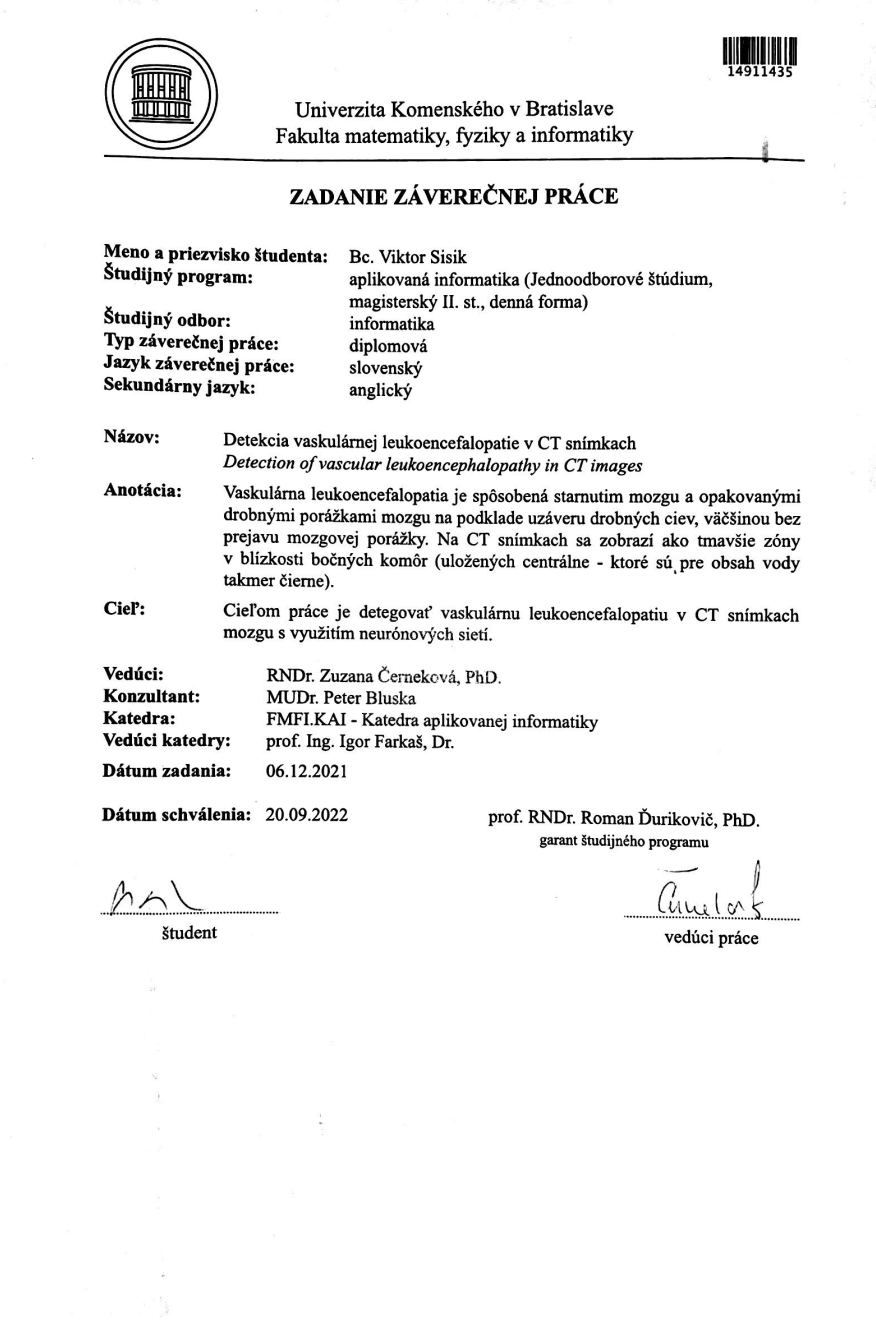 14911435
Univerzita Komenského v Bratislave
Fakulta matematiky, fyziky a informatiky
ZADANIE ZÁVEREČNEJ PRÁCE
Meno a priezvisko študenta: Bc. Viktor Sisik
Študijný program: aplikovaná informatika (Jednoodborové štúdium,
magisterský II. st., denná forma)
Študijný odbor: informatika
Typ záverečnej práce: diplomová
Jazyk záverečnej práce: slovenský
Sekundárny jazyk: anglický
Názov: Detekcia vaskulárnej leukoencefalopatie v CT snímkach
Detection of vascular leukoencephalopathy in CT images
Anotácia: Vaskulárna leukoencefalopatia je spôsobená starnutim mozgu a opakovanými
drobnými porážkami mozgu na podklade uzáveru drobných ciev, väčšinou bez
prejavu mozgovej porážky. Na CT snímkach sa zobrazí ako tmavšie zóny
v blízkosti bočných komôr (uložených centrálne - ktoré sú pre obsah vody
takmer čierne).
Cieľ: Cieľom práce je detegovať vaskulárnu leukoencefalopatiu v CT snímkach
mozgu s využitím neurónových sietí.
Vedúci: RNDr. Zuzana Černeková, PhD.
Konzultant: MUDr. Peter Bluska
Katedra: FMFI.KAI - Katedra aplikovanej informatiky
Vedúci katedry: prof. Ing. Igor Farkaš, Dr.
Dátum zadania: 06.12.2021
Dátum schválenia: 20.09.2022 prof. RNDr. Roman Ďurikovič, PhD.
garant študijného programu
študent
vedúci práce